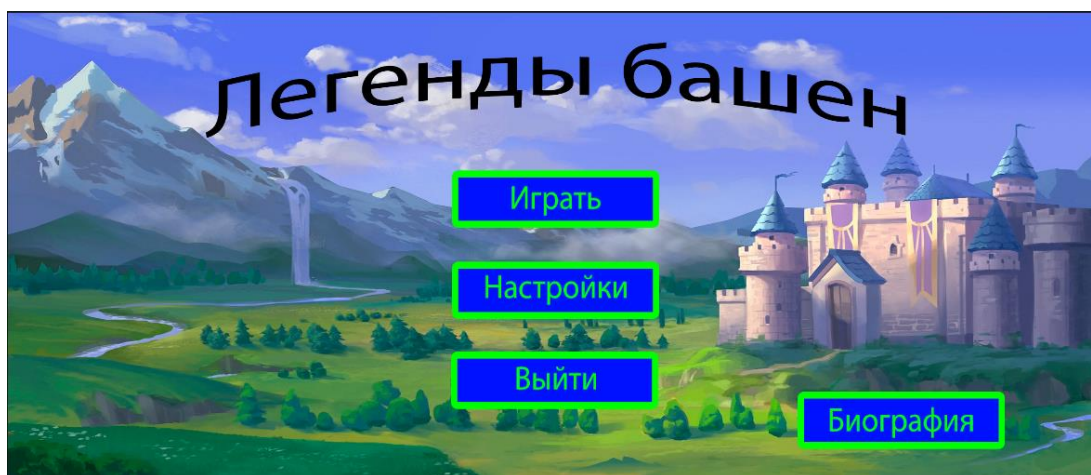 Легенды башен
Играть
Настройки
Выйти
Биография